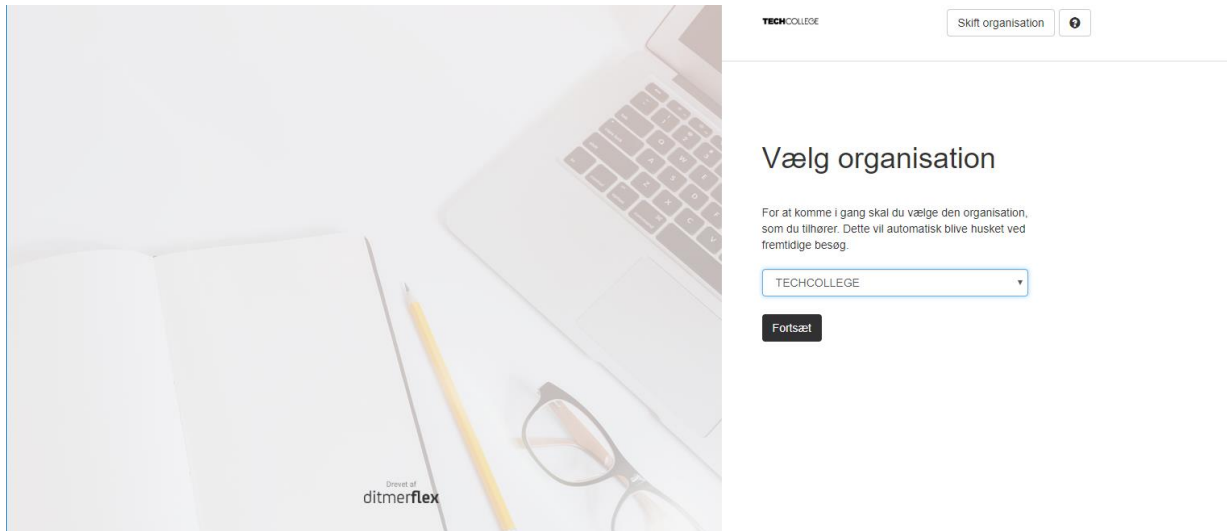 TECHCOLLEGE
Skift organisation
?
Vælg organisation
For at komme i gang skal du vælge den organisation,
som du tilhører. Dette vil automatisk blive husket ved
fremtidige besøg.
TECHCOLLEGE
Fortsæt
Drevet af
ditmerflex